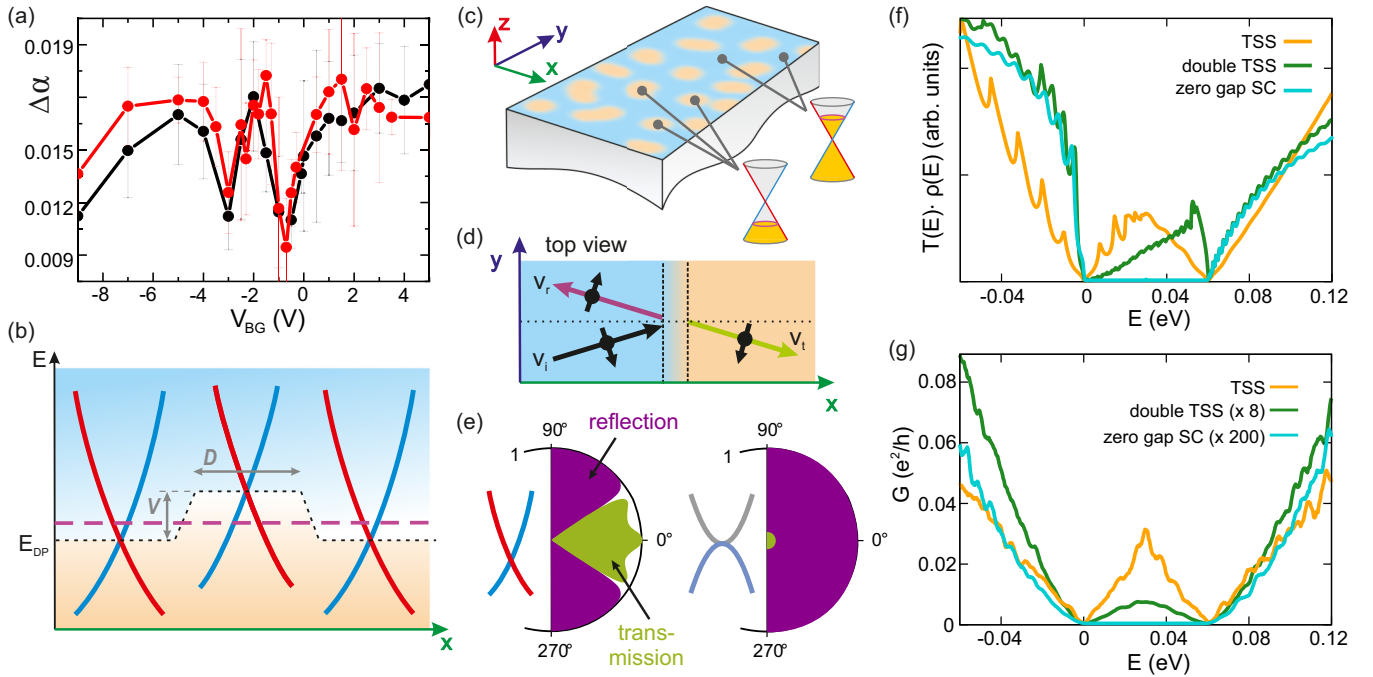 (a)
0.019
0.015
0.012
0.009
Δα
-8
-6
-4
-2
0
2
4
V_BG (V)
(b)
E
D
V
E_DP
x
(c)
z
y
x
(d)
top view
y
v_r
v_i
v_t
x
(e)
reflection
90°
1
0°
270°
trans-
mission
90°
1
0°
270°
(f)
TSS
double TSS
zero gap SC
T(E)· ρ(E) (arb. units)
-0.04
0
0.04
0.08
0.12
E (eV)
(g)
0.08
0.06
0.04
0.02
0
G (e²/h)
TSS
double TSS (x 8)
zero gap SC (x 200)
-0.04
0
0.04
0.08
0.12
E (eV)